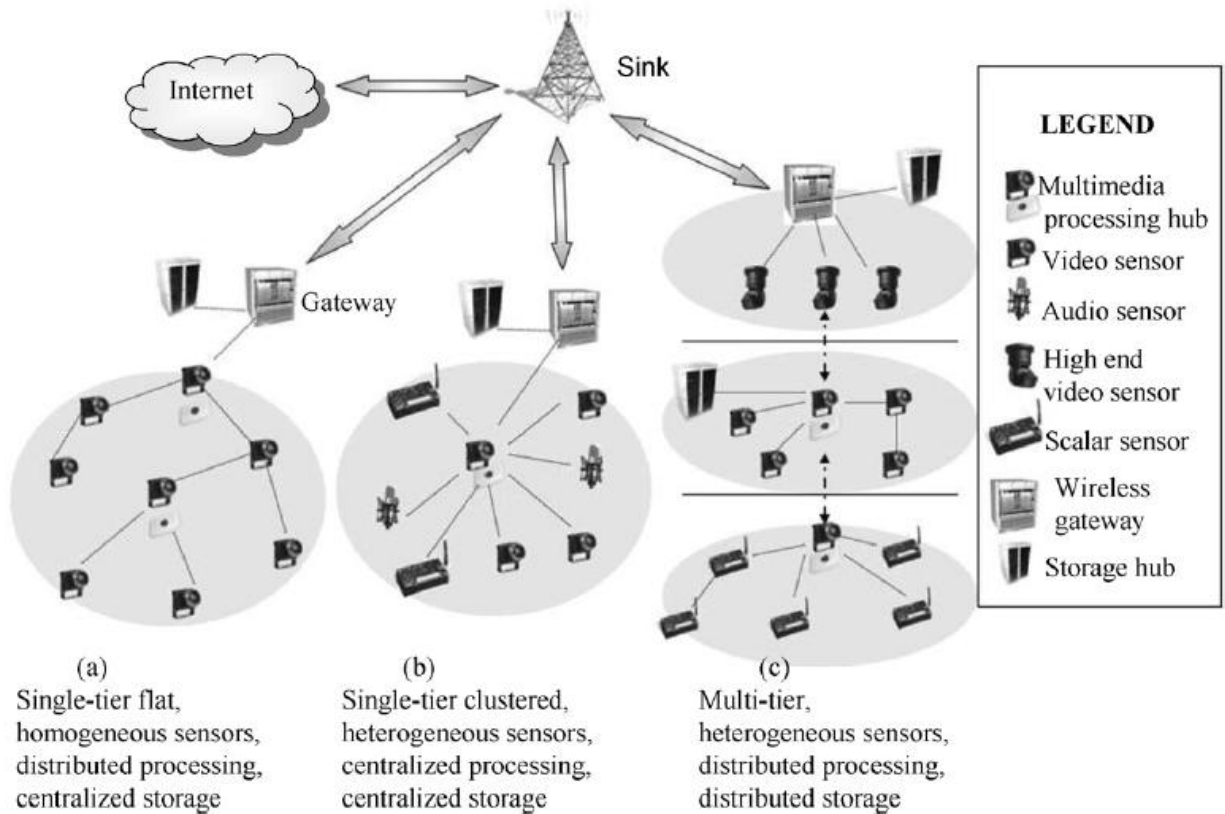 Internet
Sink
Gateway
LEGEND
Multimedia
processing hub
Video sensor
Audio sensor
High end
video sensor
Scalar sensor
Wireless
gateway
Storage hub
(a)
Single-tier flat,
homogeneous sensors,
distributed processing,
centralized storage
(b)
Single-tier clustered,
heterogeneous sensors,
centralized processing,
centralized storage
(c)
Multi-tier,
heterogeneous sensors,
distributed processing,
distributed storage